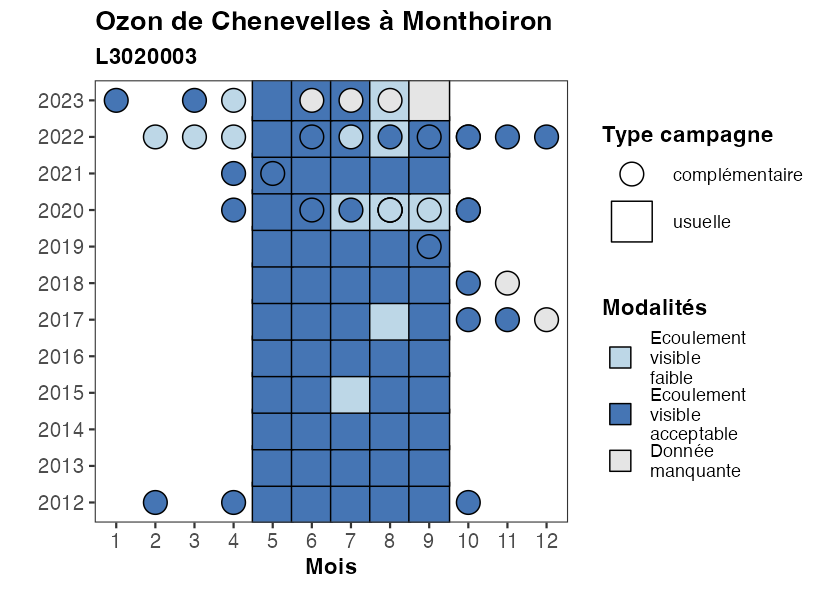 Ozon de Chenevelles à Monthoiron
L3020003
2023
2022
2021
2020
2019
2018
2017
2016
2015
2014
2013
2012
1 2 3 4 5 6 7 8 9 10 11 12
Mois
Type campagne
complémentaire
usuelle
Modalités
Ecoulement
visible
faible
Ecoulement
visible
acceptable
Donnée
manquante